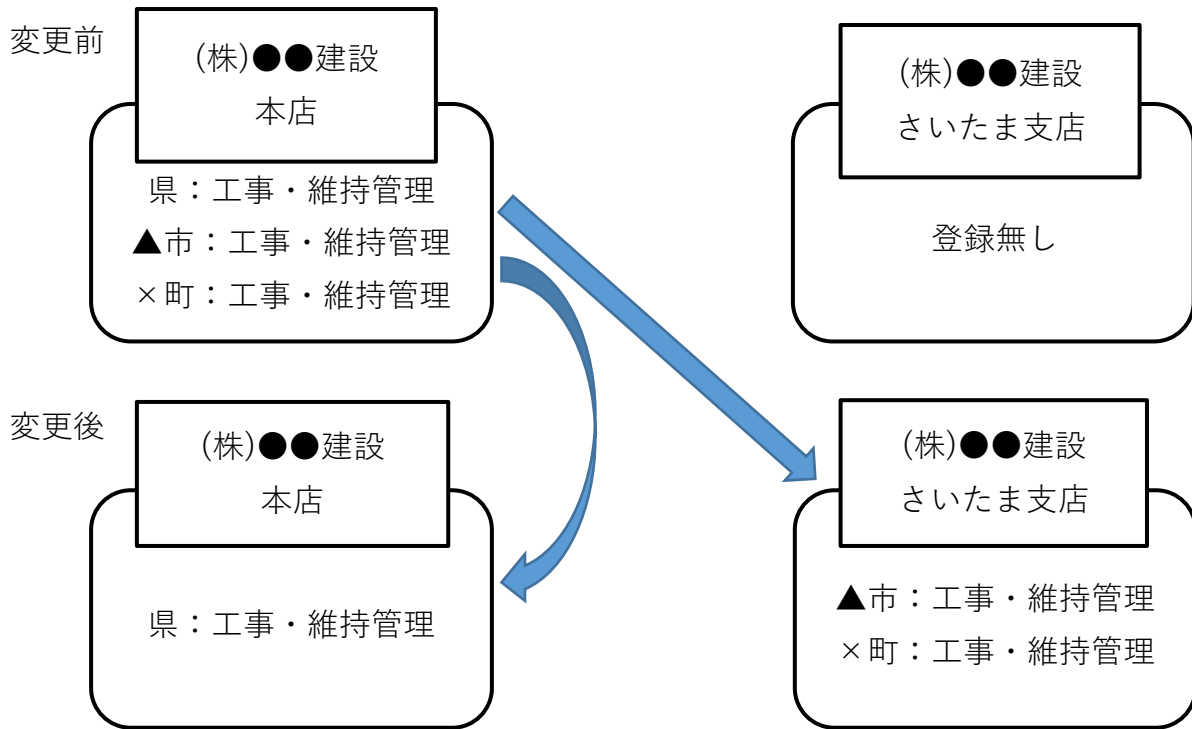 変更前
(株)●●建設
本店
県：工事・維持管理
▲市：工事・維持管理
×町：工事・維持管理
(株)●●建設
さいたま支店
登録無し
変更後
(株)●●建設
本店
県：工事・維持管理
(株)●●建設
さいたま支店
▲市：工事・維持管理
×町：工事・維持管理